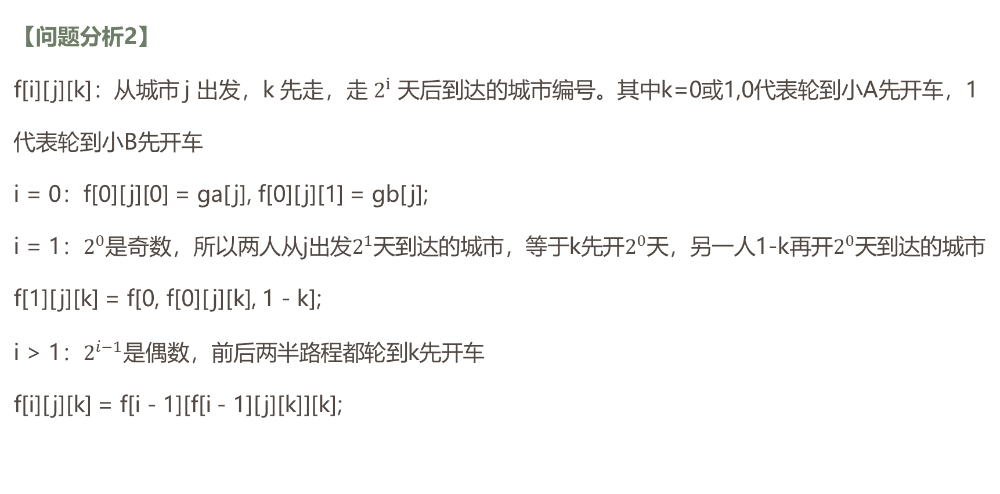 【问题分析2】
f[i][j][k]：从城市 j 出发，k 先走，走 2^i 天后到达的城市编号。其中k=0或1,0代表轮到小A先开车，1
代表轮到小B先开车
i = 0：f[0][j][0] = ga[j], f[0][j][1] = gb[j];
i = 1：2^0是奇数，所以两人从j出发2^1天到达的城市，等于k先开2^0天，另一人1-k再开2^0天到达的城市
f[1][j][k] = f[0, f[0][j][k], 1 - k];
i > 1：2^{i-1}是偶数，前后两半路程都轮到k先开车
f[i][j][k] = f[i - 1][f[i - 1][j][k]][k];